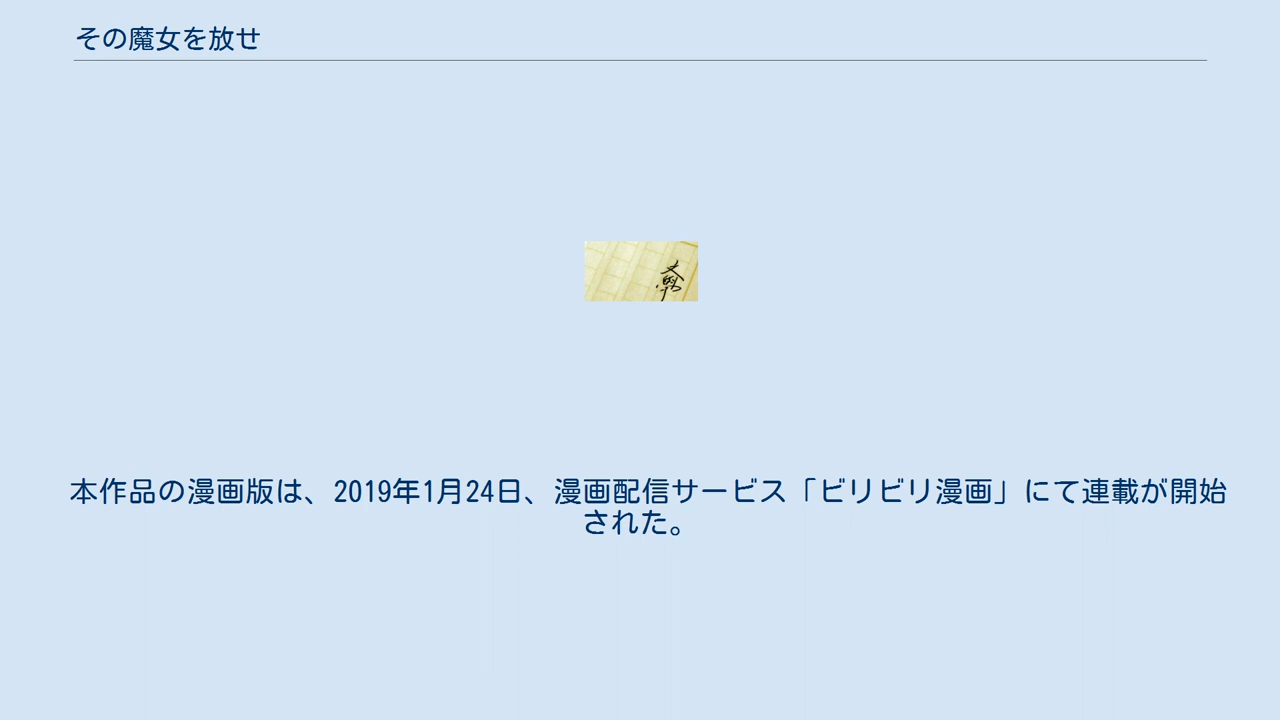 その魔女を放せ
本作品の漫画版は、2019年1月24日、漫画配信サービス「ビリビリ漫画」にて連載が開始
された。